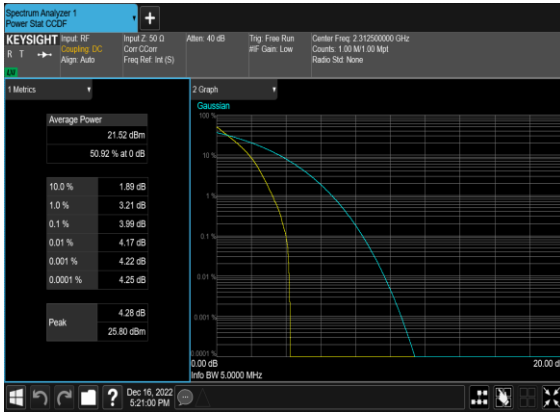 Spectrum Analyzer 1
Power Stat CCDF
KEYSIGHT
R T
Input: RF
Coupling: DC
Align: Auto
Input Z: 50 Ω
Corr CCorr
Freq Ref: Int (S)
Atten: 40 dB
Trig: Free Run
#IF Gain: Low
Center Freq: 2.312500000 GHz
Counts: 1.00 M/1.00 Mpt
Radio Std: None
1 Metrics
Average Power
21.52 dBm
50.92 % at 0 dB
10.0 % 1.89 dB
1.0 % 3.21 dB
0.1 % 3.99 dB
0.01 % 4.17 dB
0.001 % 4.22 dB
0.0001 % 4.25 dB
Peak
4.28 dB
25.80 dBm
2 Graph
Gaussian
100 %
10 %
1 %
0.1 %
0.01 %
0.001 %
0.0001 %
0.00 dB
20.00 d
Info BW 5.0000 MHz
?
Dec 16, 2022
5:21:00 PM